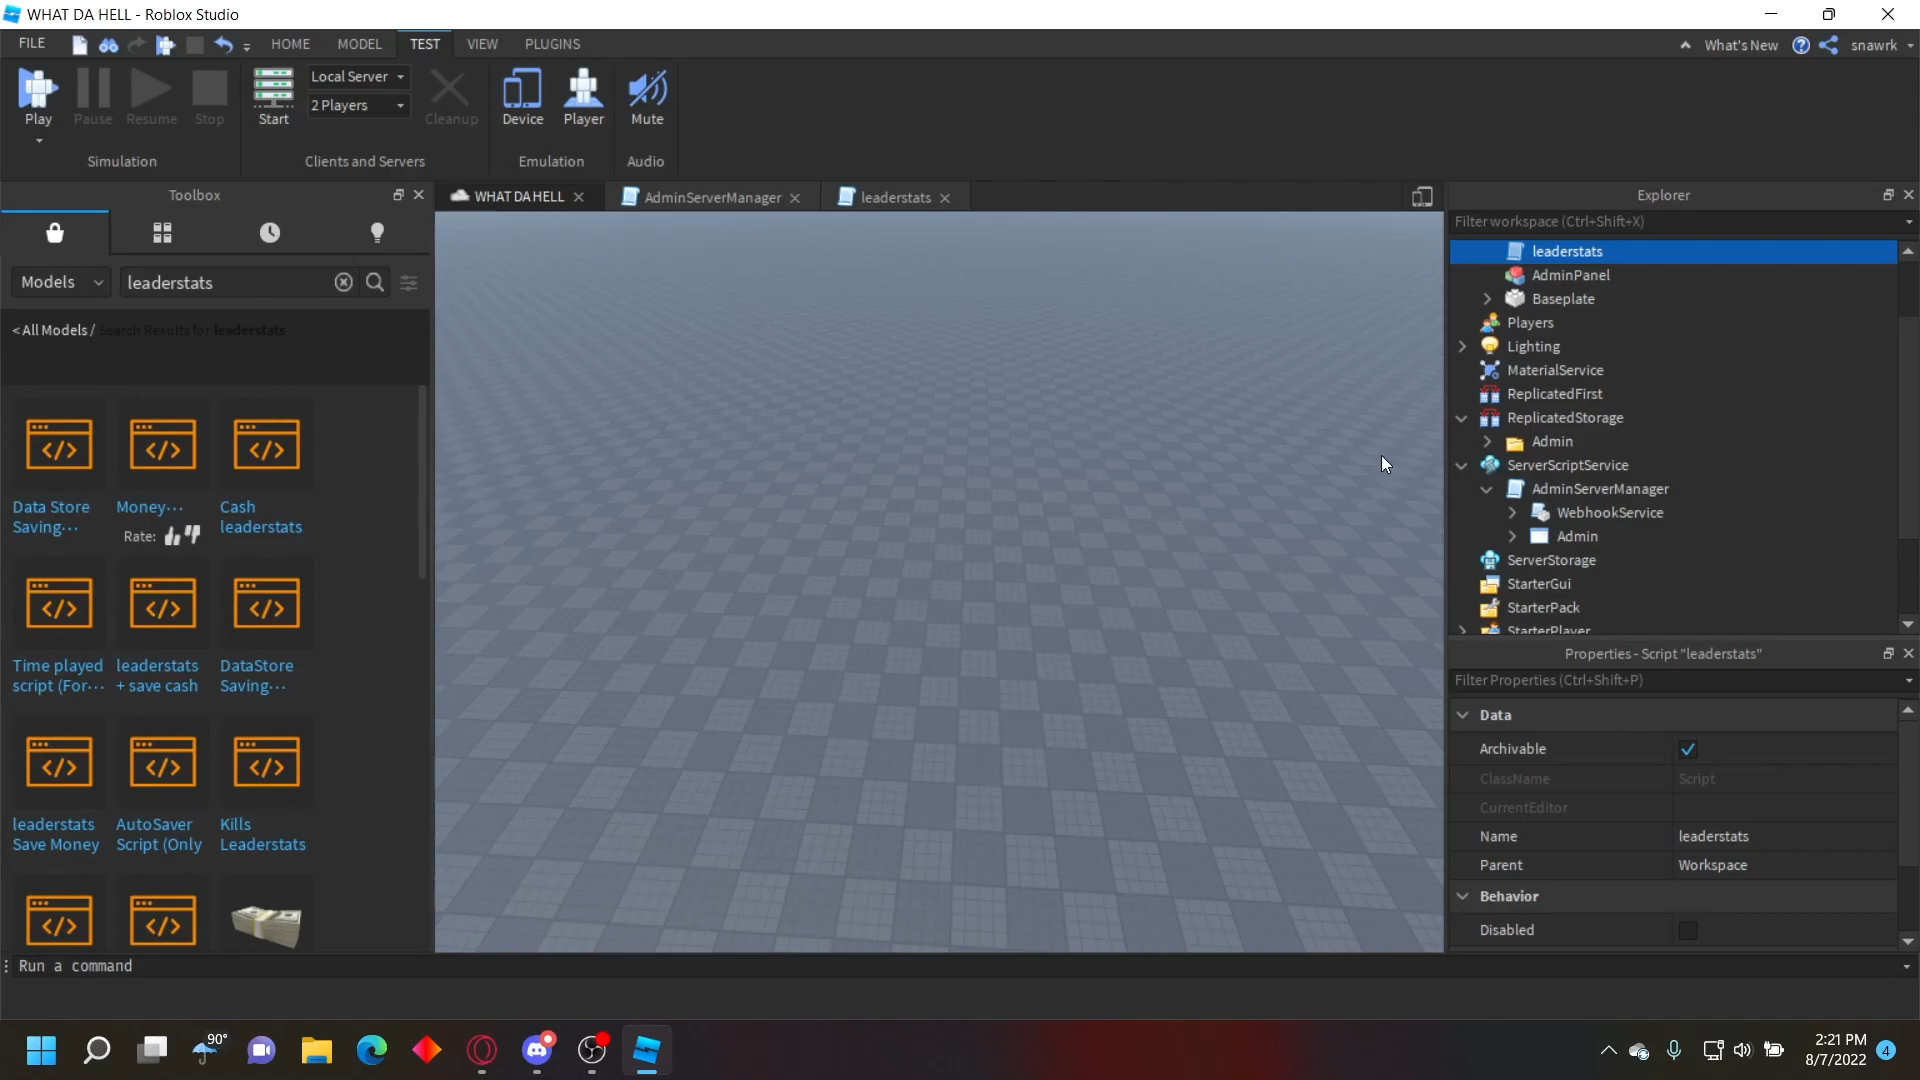 WHAT DA HELL - Roblox Studio
FILE HOME MODEL TEST VIEW PLUGINS What's New snawrk
Play Pause Resume Stop Start Local Server 2 Players Cleanup Device Player Mute
Simulation Clients and Servers Emulation Audio
Toolbox
WHAT DA HELL AdminServerManager leaderstats
Explorer
Models leaderstats
< All Models / Search Results for leaderstats
Data Store Saving...
Money...
Rate:
Cash leaderstats
Time played script (For...
leaderstats + save cash
DataStore Saving...
leaderstats Save Money
AutoSaver Script (Only
Kills Leaderstats
Filter workspace (Ctrl+Shift+X)
leaderstats
AdminPanel
Baseplate
Players
Lighting
MaterialService
ReplicatedFirst
ReplicatedStorage
Admin
ServerScriptService
AdminServerManager
WebhookService
Admin
ServerStorage
StarterGui
StarterPack
StarterPlayer
Properties - Script "leaderstats"
Filter Properties (Ctrl+Shift+P)
Data
Archivable
ClassName Script
CurrentEditor
Name leaderstats
Parent Workspace
Behavior
Disabled
Run a command
90°
2:21 PM
8/7/2022
4